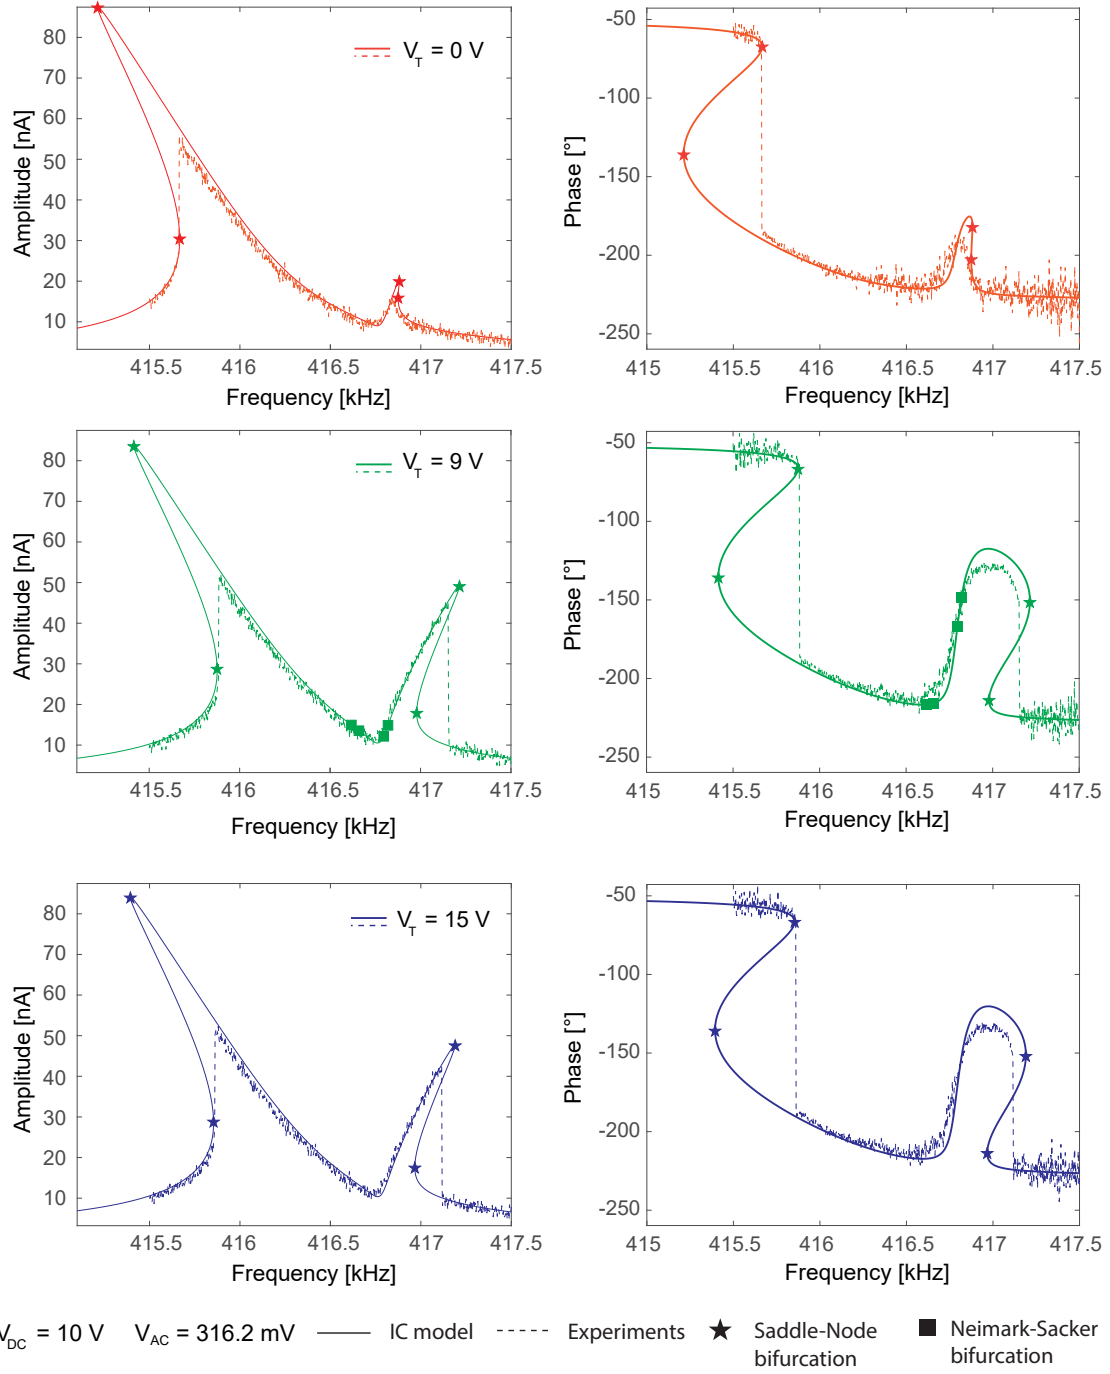 80
70
60
50
40
30
20
10
Amplitude [nA]
V_T = 0 V
415.5 416 416.5 417 417.5
Frequency [kHz]
-50
-100
-150
-200
-250
Phase [°]
415 415.5 416 416.5 417 417.5
Frequency [kHz]
80
70
60
50
40
30
20
10
Amplitude [nA]
V_T = 9 V
415.5 416 416.5 417 417.5
Frequency [kHz]
-50
-100
-150
-200
-250
Phase [°]
415 415.5 416 416.5 417 417.5
Frequency [kHz]
80
70
60
50
40
30
20
10
Amplitude [nA]
V_T = 15 V
415.5 416 416.5 417 417.5
Frequency [kHz]
-50
-100
-150
-200
-250
Phase [°]
415 415.5 416 416.5 417 417.5
Frequency [kHz]
V_DC = 10 V V_AC = 316.2 mV
IC model
Experiments
Saddle-Node
bifurcation
Neimark-Sacker
bifurcation